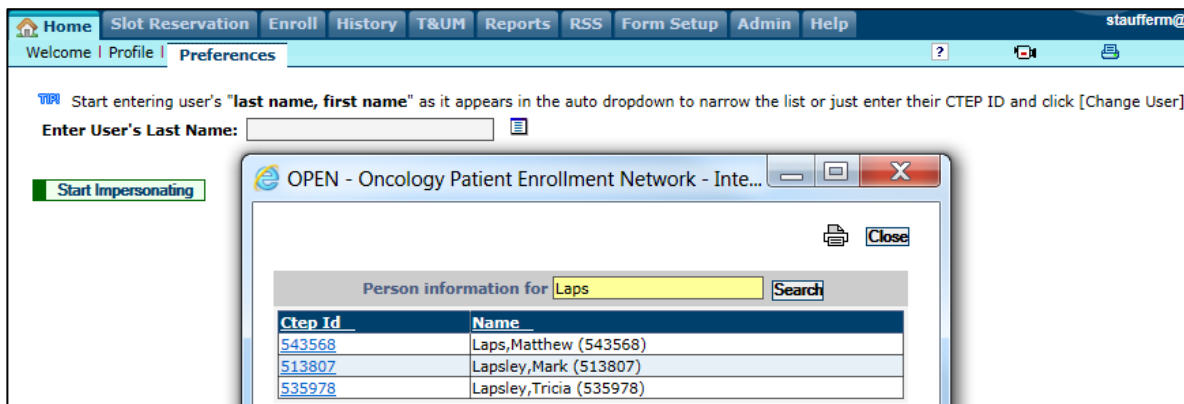 Home Slot Reservation Enroll History T&UM Reports RSS Form Setup Admin Help staufferm@
Welcome | Profile | Preferences ?
TIP! Start entering user's "last name, first name" as it appears in the auto dropdown to narrow the list or just enter their CTEP ID and click [Change User]
Enter User's Last Name:
Start Impersonating
OPEN - Oncology Patient Enrollment Network - Inte...
Close
Person information for Laps Search
Ctep Id Name
543568 Laps,Matthew (543568)
513807 Lapsley,Mark (513807)
535978 Lapsley,Tricia (535978)